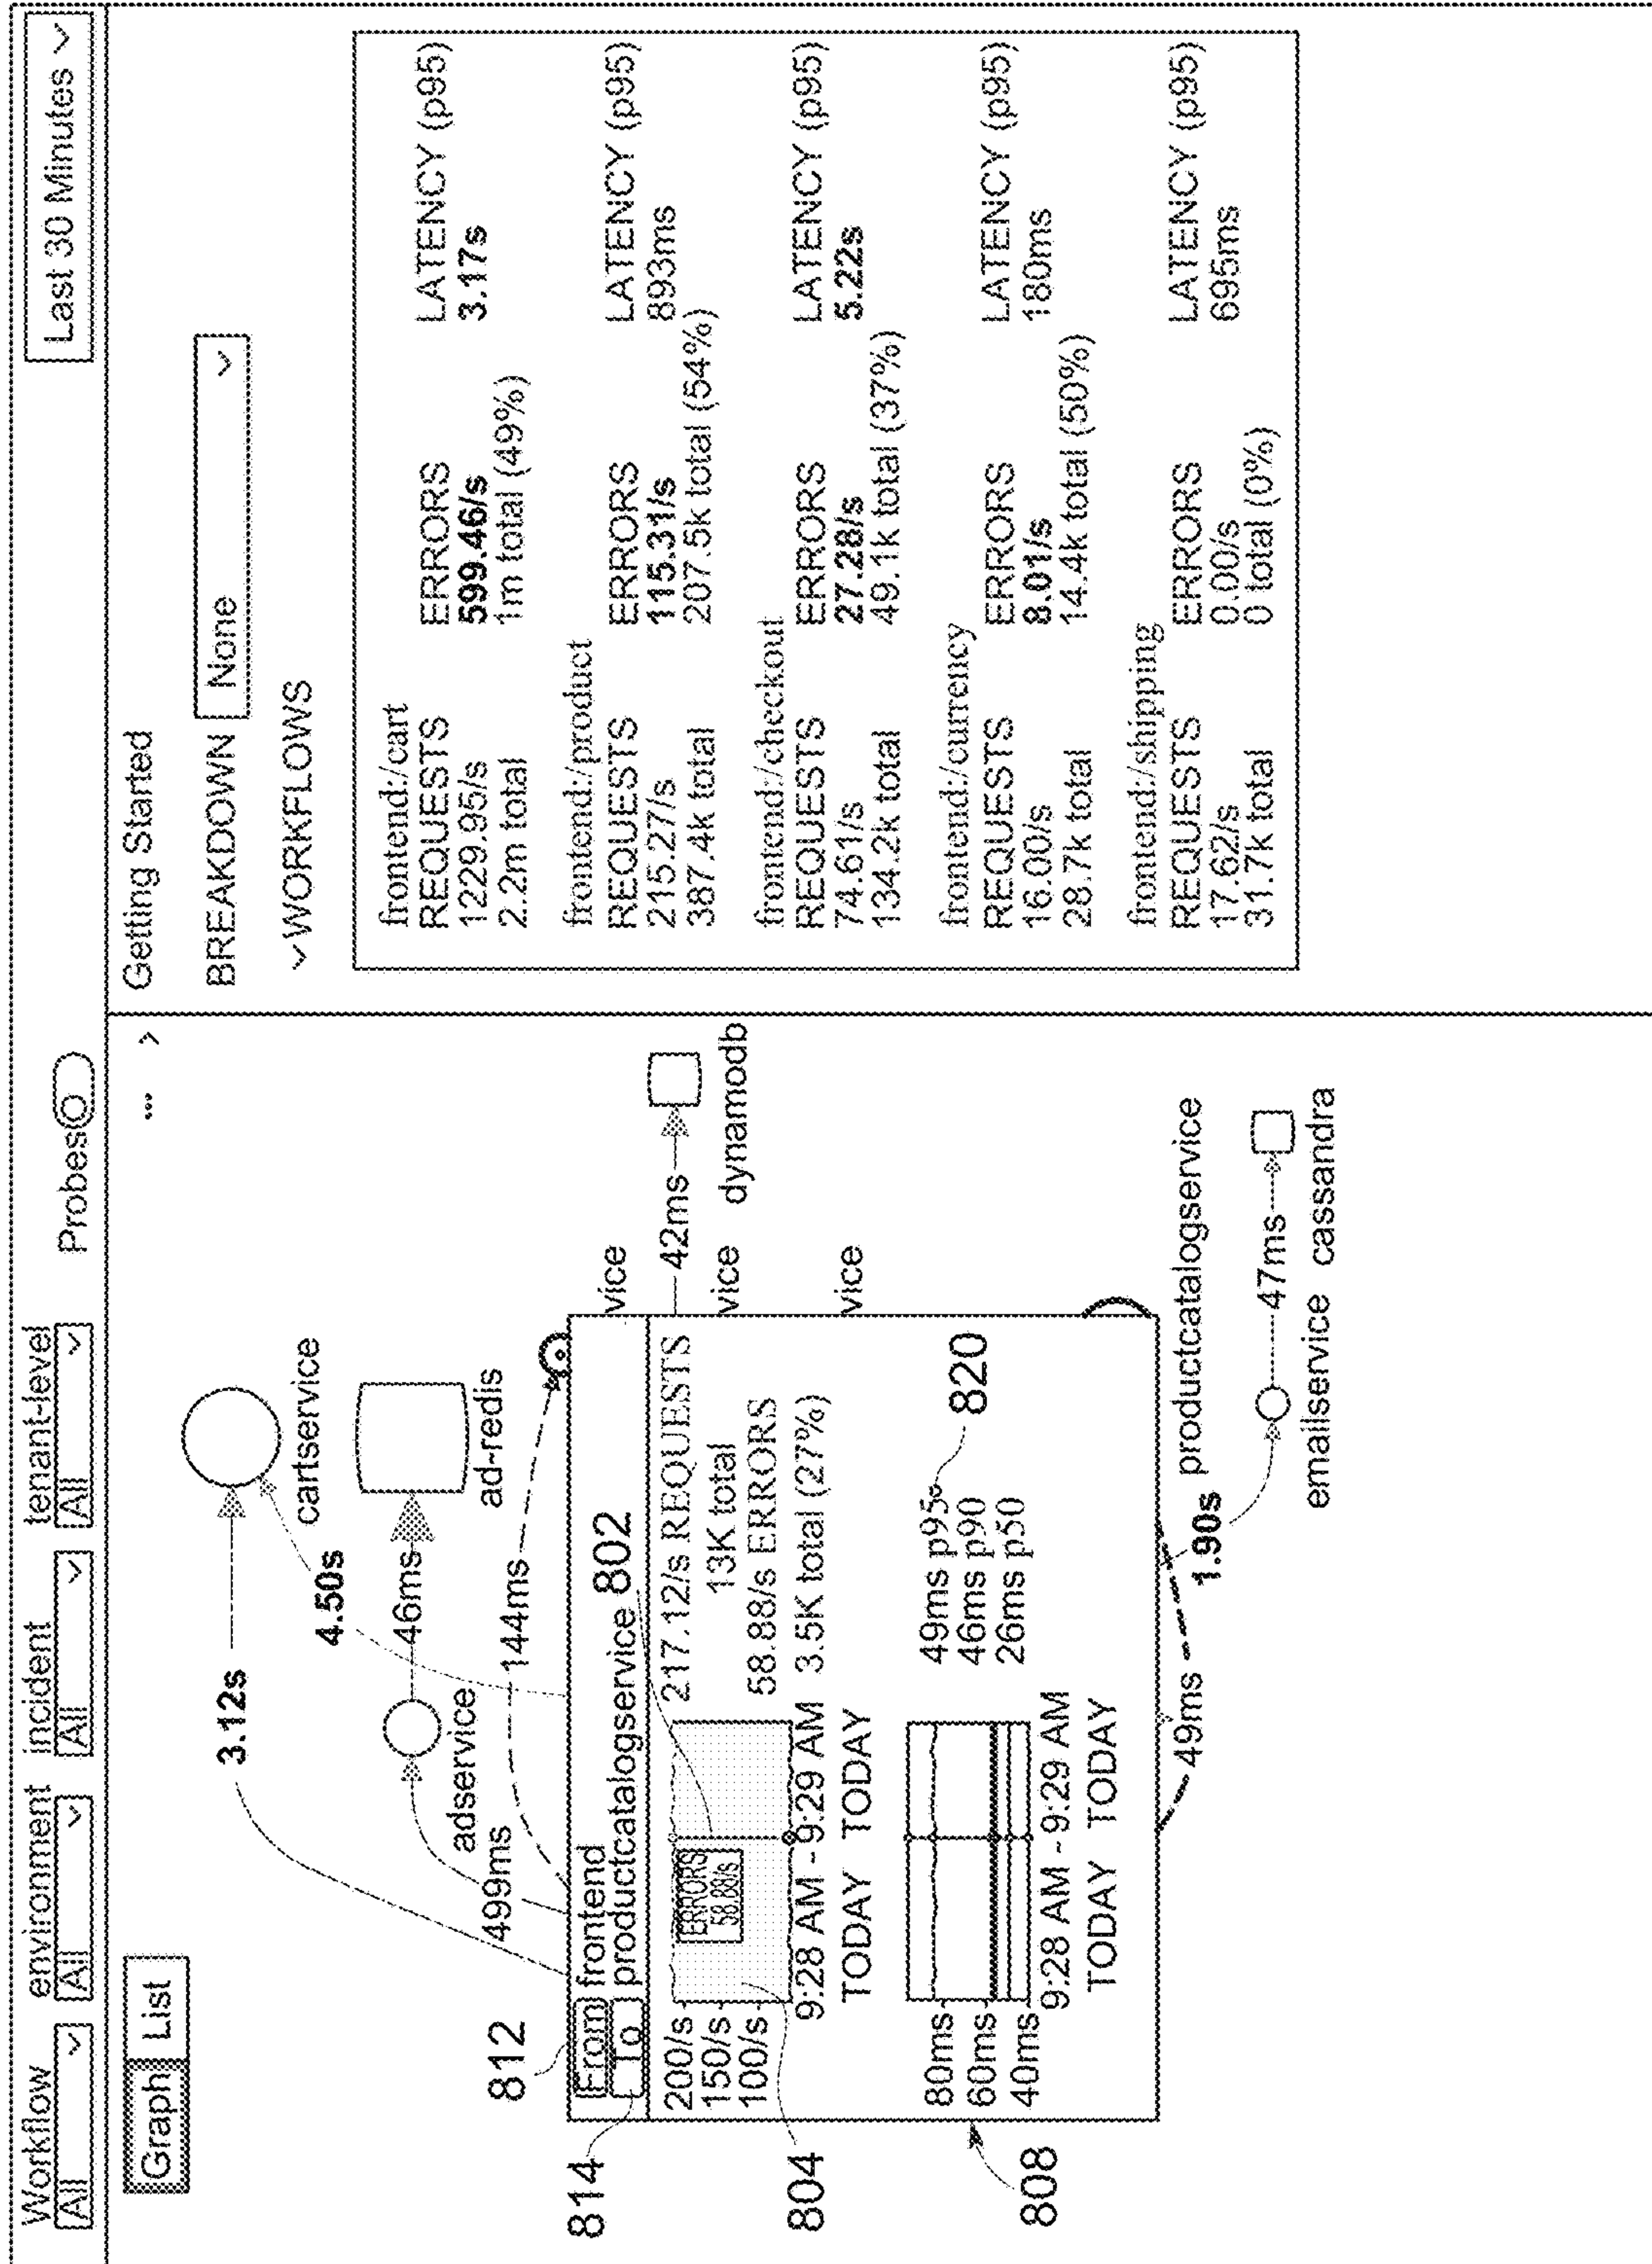 Workflow
All
environment
All
incident
All
tenant-level
All
Probes
Last 30 Minutes
Graph
List
...
3.12s
cartservice
4.50s
46ms
ad-redis
adservice
499ms
144ms
812
814
From
frontend
To
productcatalogservice
802
vice
200/s
150/s
100/s
ERRORS
58.88/s
217.12/s REQUESTS
13K total
58.88/s ERRORS
3.5K total (27%)
9:28 AM - 9:29 AM
TODAY TODAY
804
42ms
dynamodb
vice
vice
80ms
60ms
40ms
49ms p95
46ms p90
26ms p50
820
9:28 AM - 9:29 AM
TODAY TODAY
808
49ms
1.90s
productcatalogservice
47ms
emailservice
cassandra
Getting Started
BREAKDOWN
None
WORKFLOWS
frontend:/cart
REQUESTS ERRORS LATENCY (p95)
1229.95/s 599.46/s 3.17s
2.2m total 1m total (49%)
frontend:/product
REQUESTS ERRORS LATENCY (p95)
215.27/s 115.31/s 893ms
387.4k total 207.5k total (54%)
frontend:/checkout
REQUESTS ERRORS LATENCY (p95)
74.61/s 27.28/s 5.22s
134.2k total 49.1k total (37%)
frontend:/currency
REQUESTS ERRORS LATENCY (p95)
16.00/s 8.01/s 180ms
28.7k total 14.4k total (50%)
frontend:/shipping
REQUESTS ERRORS LATENCY (p95)
17.62/s 0.00/s 695ms
31.7k total 0 total (0%)